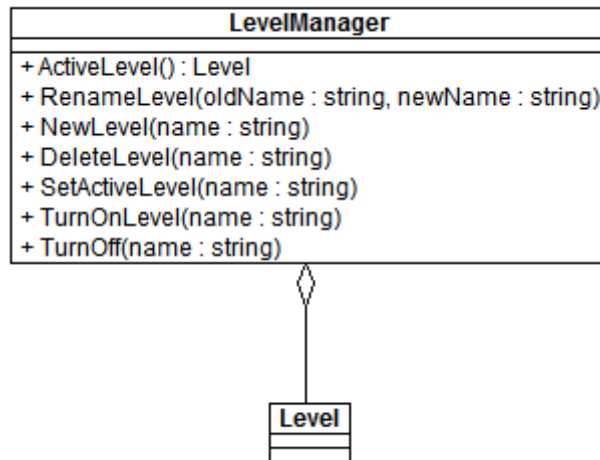 LevelManager
+ ActiveLevel() : Level
+ RenameLevel(oldName : string, newName : string)
+ NewLevel(name : string)
+ DeleteLevel(name : string)
+ SetActiveLevel(name : string)
+ TurnOnLevel(name : string)
+ TurnOff(name : string)
Level